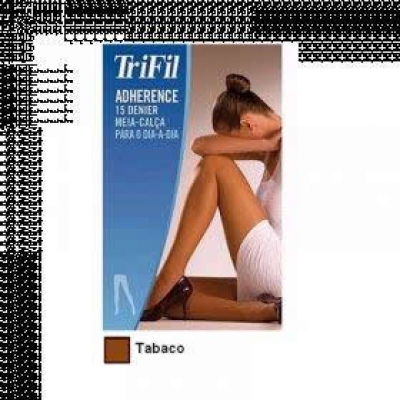 TriFil
ADHERENCE
15 DENIER
MEIA-CALÇA
PARA O DIA-A-DIA
Tabaco